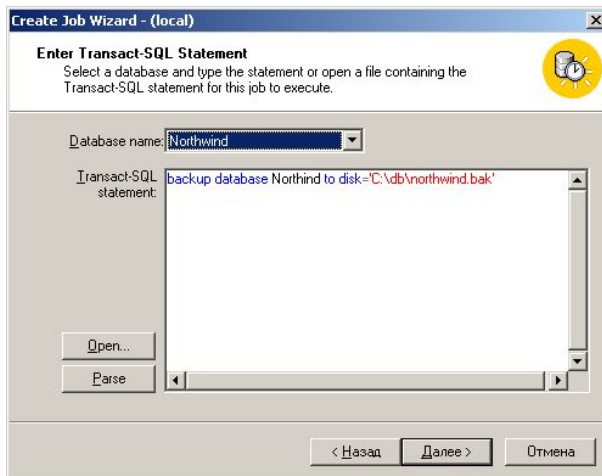 Create Job Wizard - (local)
Enter Transact-SQL Statement
Select a database and type the statement or open a file containing the
Transact-SQL statement for this job to execute.
Database name: Northwind
Transact-SQL
statement:
backup database Northind to disk='C:\db\northwind.bak'
Open...
Parse
< Назад Далее > Отмена